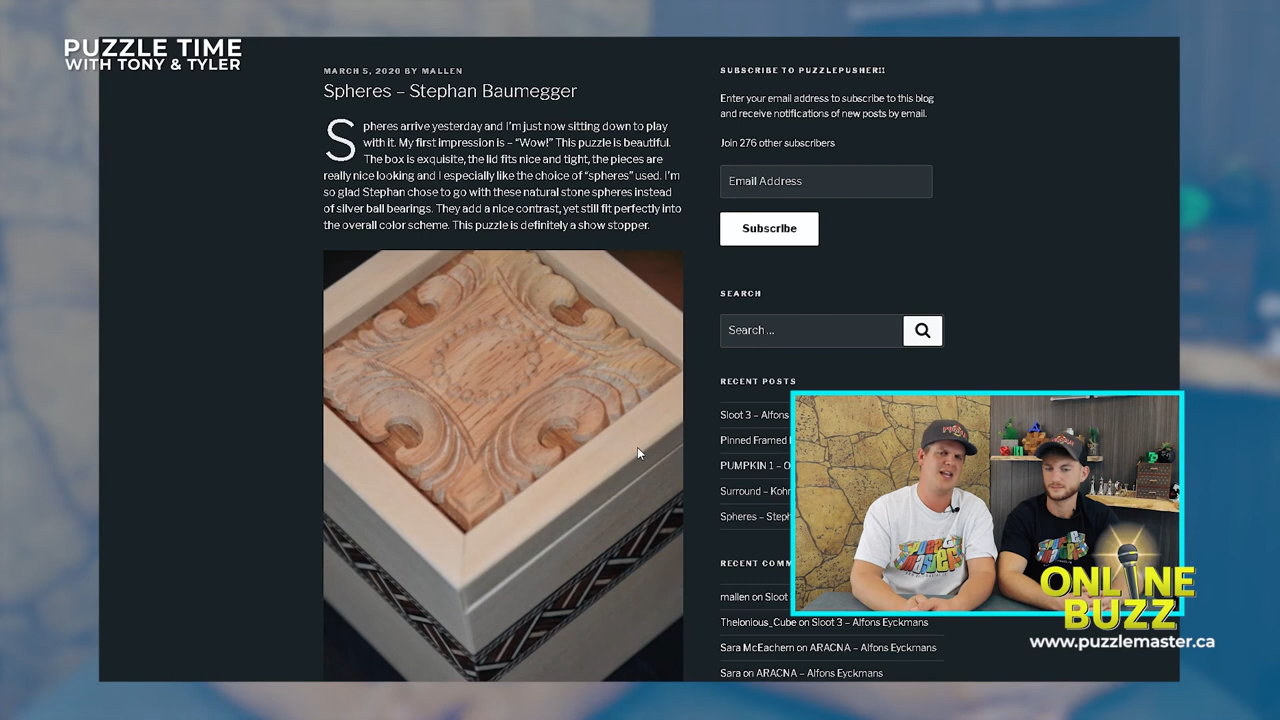 PUZZLE TIME
WITH TONY & TYLER
MARCH 5, 2020 BY MALLEN
Spheres – Stephan Baumegger
Spheres arrive yesterday and I'm just now sitting down to play
with it. My first impression is – "Wow!" This puzzle is beautiful.
The box is exquisite, the lid fits nice and tight, the pieces are
really nice looking and I especially like the choice of "spheres" used. I'm
so glad Stephan chose to go with these natural stone spheres instead
of silver ball bearings. They add a nice contrast, yet still fit perfectly into
the overall color scheme. This puzzle is definitely a show stopper.
SUBSCRIBE TO PUZZLEPUSHER!!
Enter your email address to subscribe to this blog
and receive notifications of new posts by email.
Join 276 other subscribers
Email Address
Subscribe
SEARCH
Search ...
RECENT POSTS
Sloot 3 – Alfons
Pinned Framed
PUMPKIN 1 – O
Surround – Kohn
Spheres – Steph
RECENT COMM
mallen on Sloot
Thelonious_Cube on Sloot 3 – Alfons Eyckmans
Sara McEachern on ARACNA – Alfons Eyckmans
Sara on ARACNA – Alfons Eyckmans
ONLINE
BUZZ
www.puzzlemaster.ca